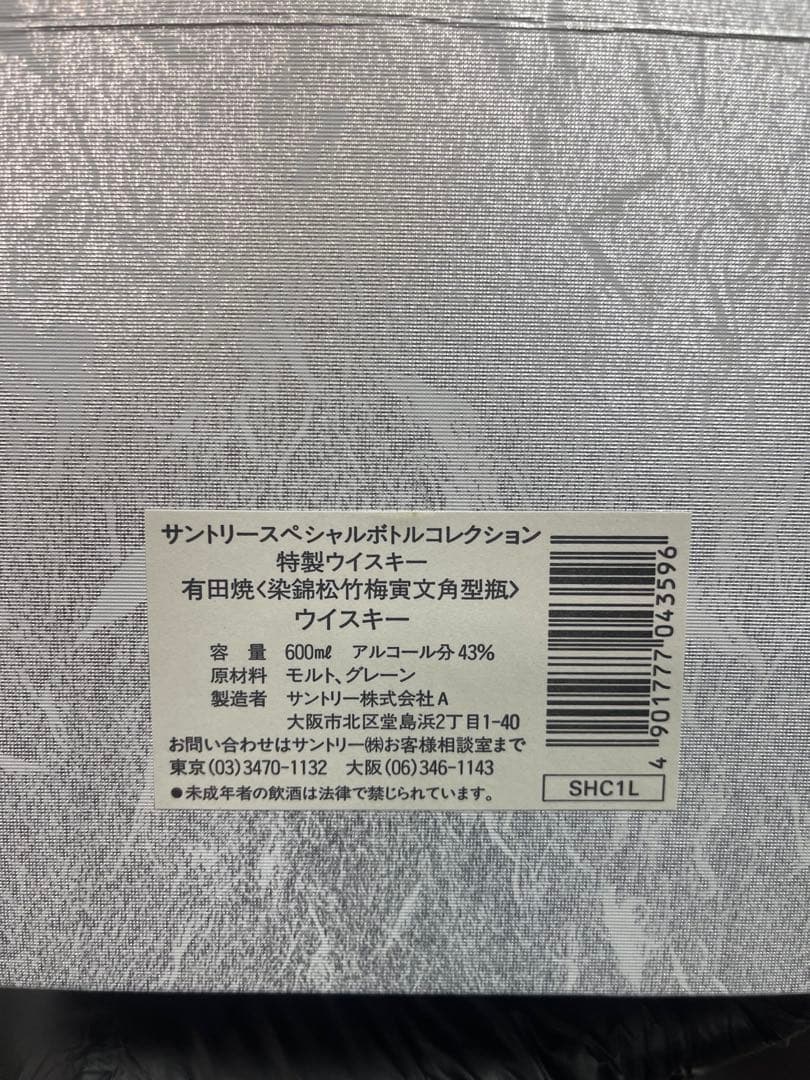 サントリースペシャルボトルコレクション
特製ウイスキー
有田焼〈染錦松竹梅寅文角型瓶〉
ウイスキー
容 量 600㎖ アルコール分43%
原材料 モルト、グレーン
製造者 サントリー株式会社A
大阪市北区堂島浜2丁目1-40
お問い合わせはサントリー㈱お客様相談室まで
東京(03)3470-1132 大阪(06)346-1143
●未成年者の飲酒は法律で禁じられています。
4 901777 043596
SHC1L